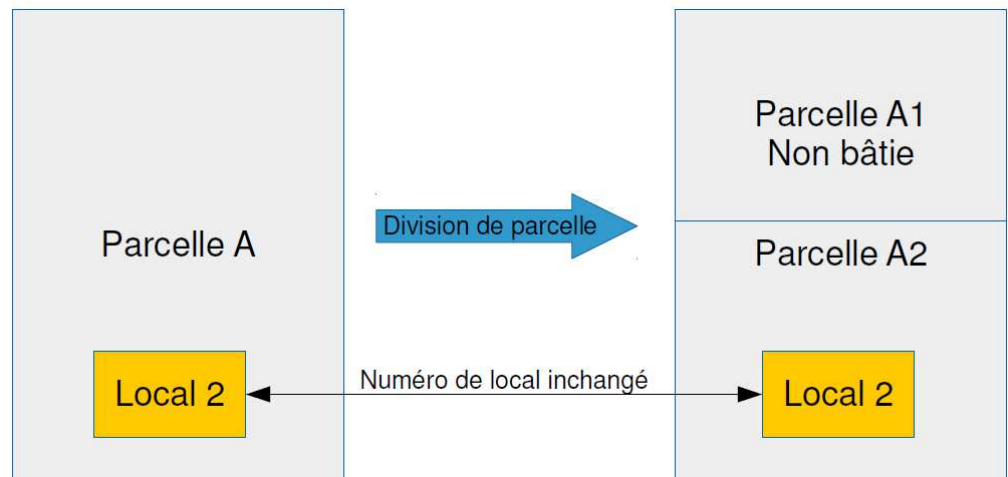 Parcelle A
Local 2
Division de parcelle
Numéro de local inchangé
Parcelle A1
Non bâtie
Parcelle A2
Local 2